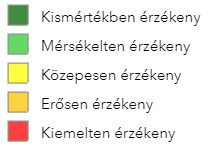 Kismértékben érzékeny
Mérsékelten érzékeny
Közepesen érzékeny
Erősen érzékeny
Kiemelten érzékeny